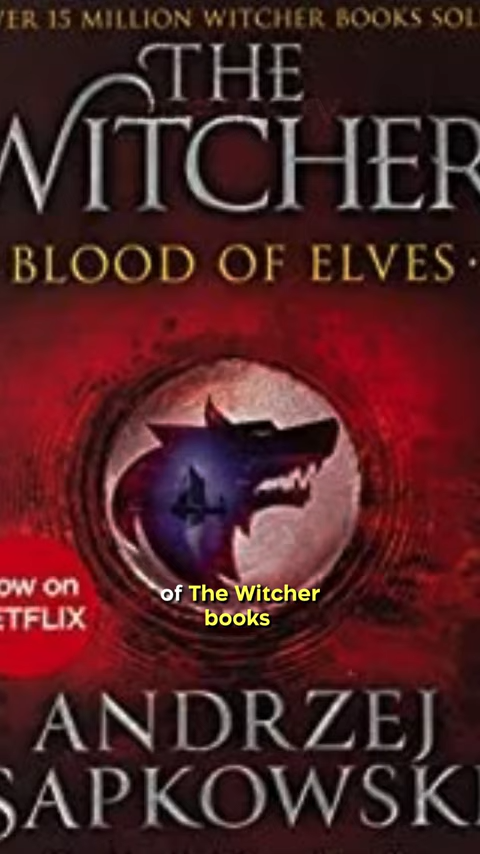 VER 15 MILLION WITCHER BOOKS SOL
THE
WITCHER
BLOOD OF ELVES ·
ow on
ETFLIX
of The Witcher
books
ANDRZEJ
SAPKOWSKI